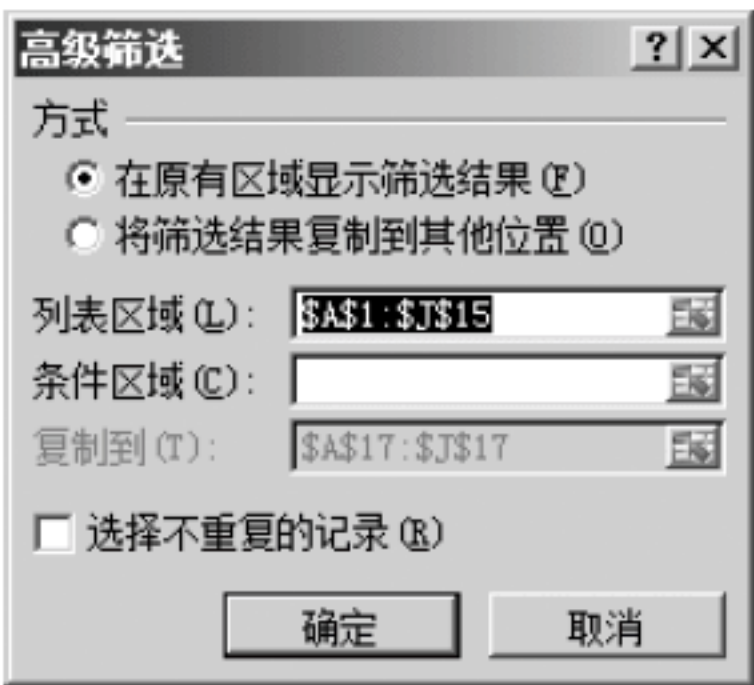 高级筛选
方式
在原有区域显示筛选结果(F)
将筛选结果复制到其他位置(O)
列表区域(L): $A$1:$J$15
条件区域(C):
复制到(T): $A$17:$J$17
选择不重复的记录(R)
确定 取消